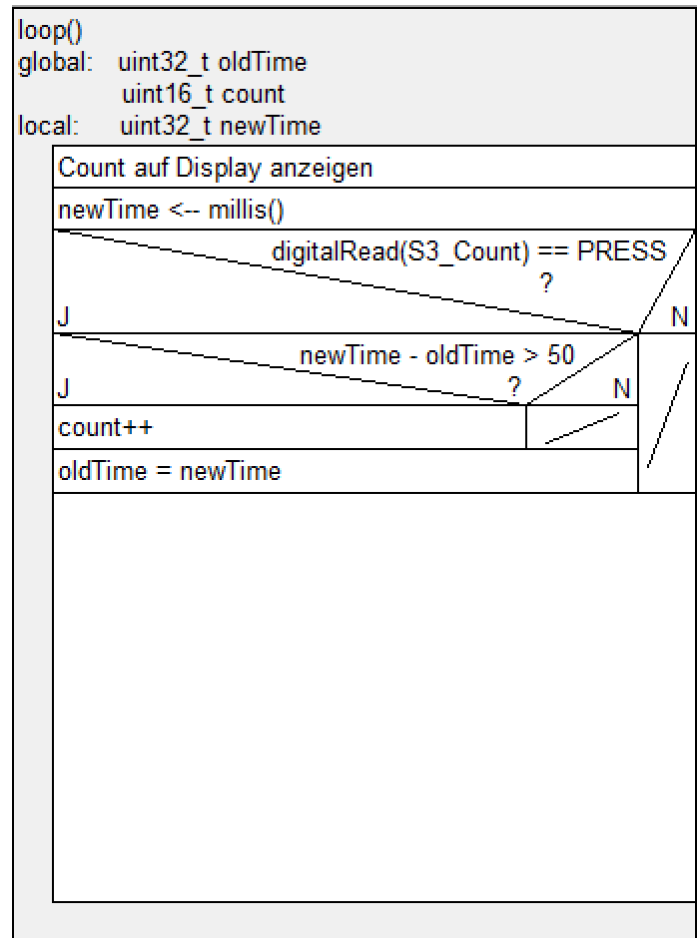 loop()
global: uint32_t oldTime
uint16_t count
local: uint32_t newTime
Count auf Display anzeigen
newTime <-- millis()
digitalRead(S3_Count) == PRESS
?
J N
newTime - oldTime > 50
J ? N
count++
oldTime = newTime